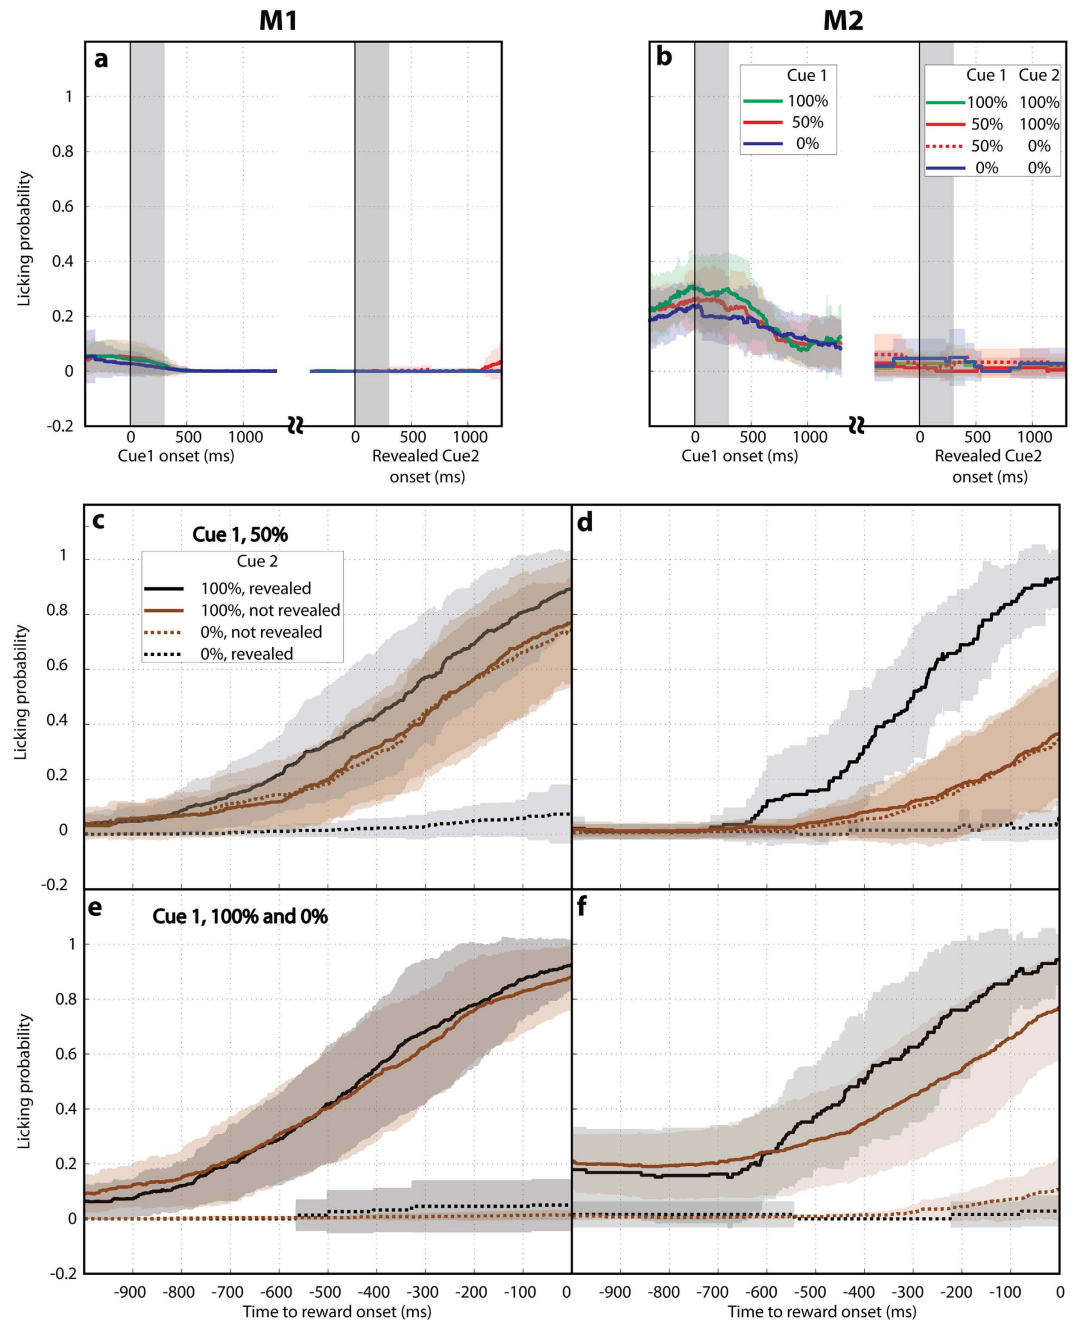 M1
M2
a
b
Cue 1
100%
50%
0%
Cue 1 Cue 2
100% 100%
50% 100%
50% 0%
0% 0%
Licking probability
1
0.8
0.6
0.4
0.2
0
-0.2
0 500 1000
Cue1 onset (ms)
0 500 1000
Revealed Cue2
onset (ms)
0 500 1000
Cue1 onset (ms)
0 500 1000
Revealed Cue2
onset (ms)
c
Cue 1, 50%
Cue 2
100%, revealed
100%, not revealed
0%, not revealed
0%, revealed
d
Licking probability
1
0.8
0.6
0.4
0.2
0
-0.2
e
Cue 1, 100% and 0%
f
Licking probability
1
0.8
0.6
0.4
0.2
0
-0.2
-900 -800 -700 -600 -500 -400 -300 -200 -100 0
Time to reward onset (ms)
-900 -800 -700 -600 -500 -400 -300 -200 -100 0
Time to reward onset (ms)